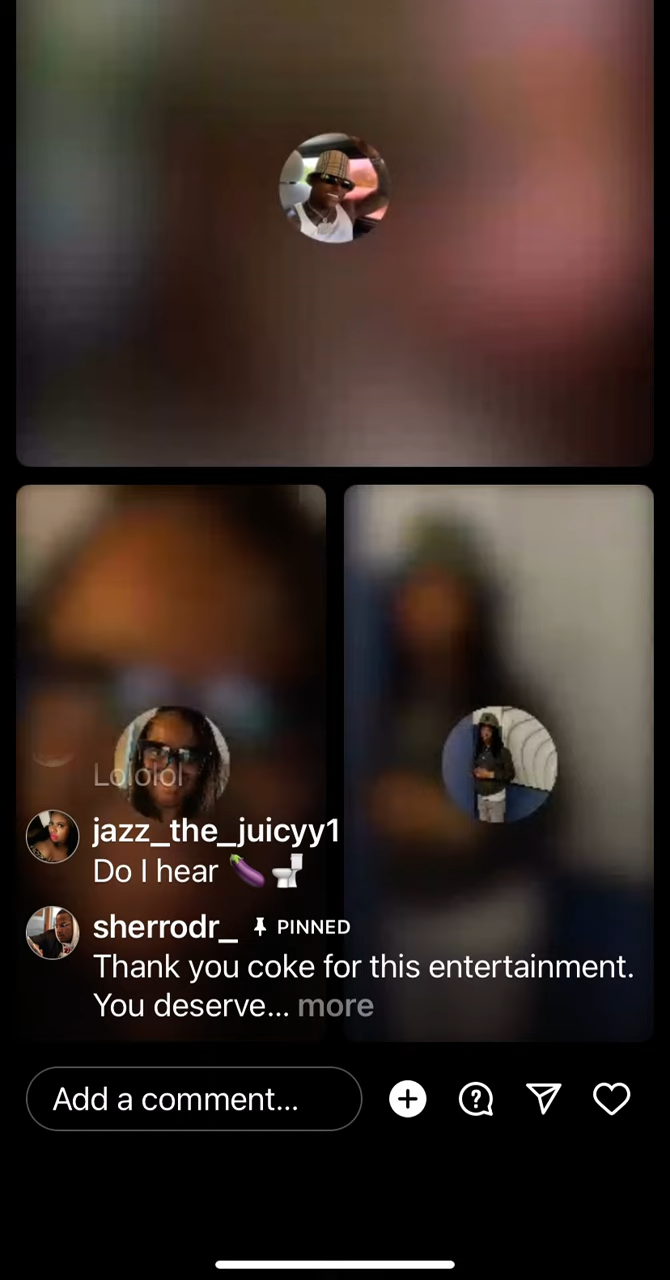 Lololol
jazz_the_juicyy1
Do I hear 🍆🚽
sherrodr_ PINNED
Thank you coke for this entertainment.
You deserve... more
Add a comment...